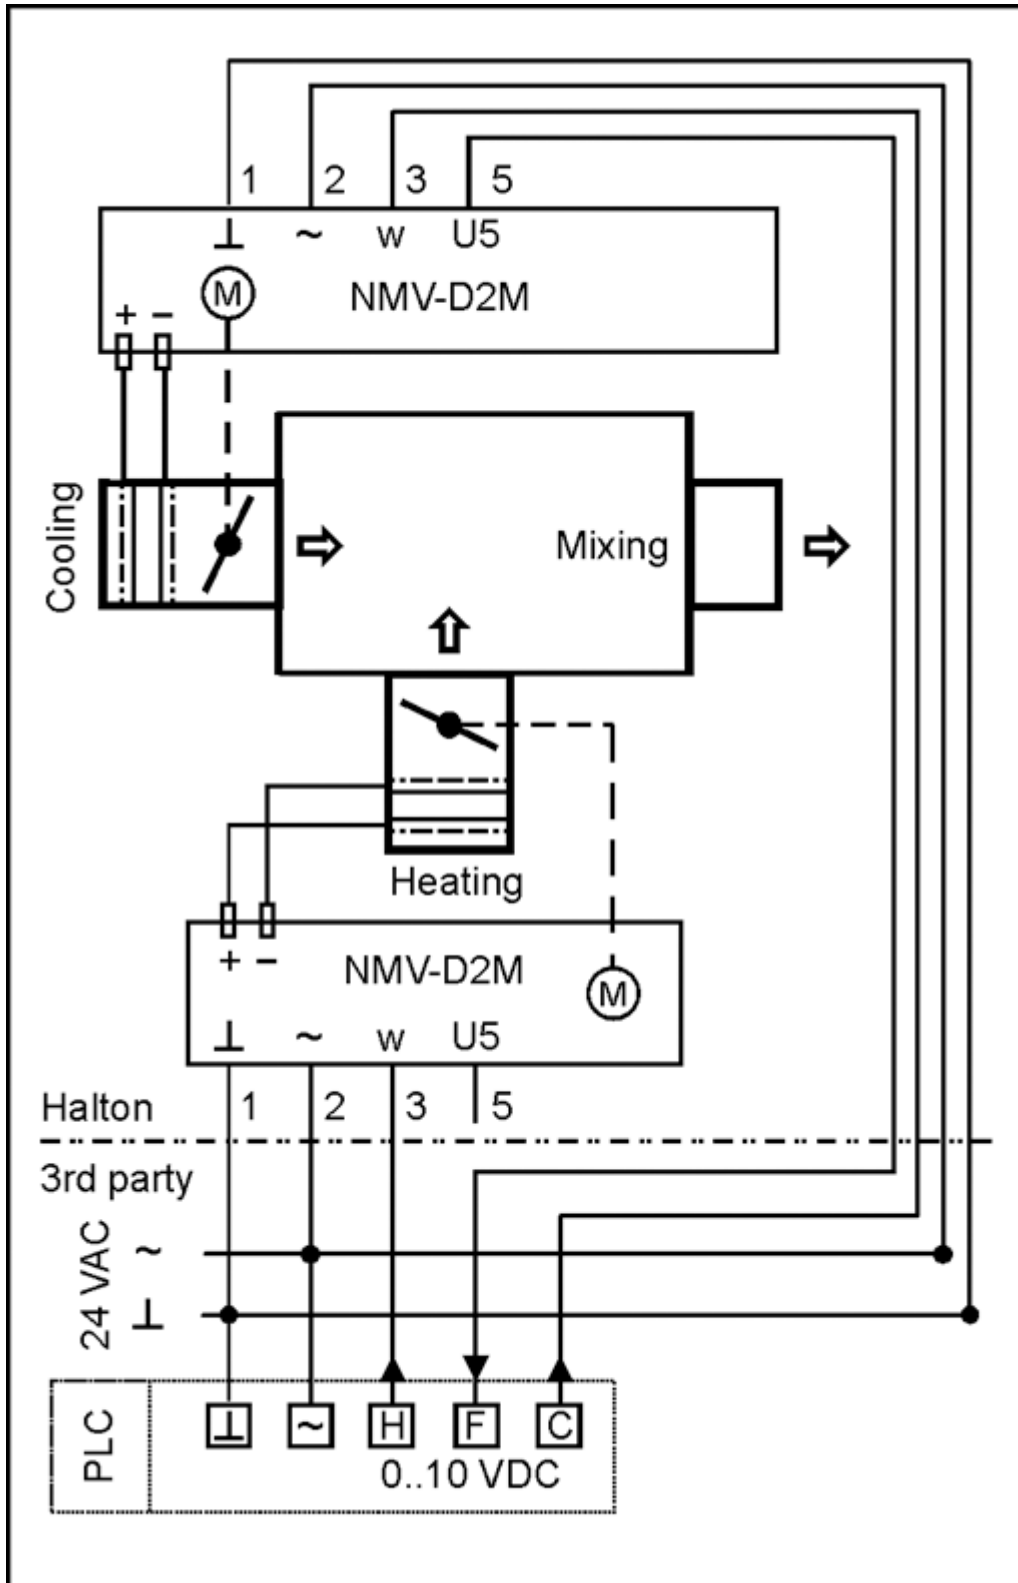 1 2 3 5
⊥ ~ w U5
M NMV-D2M
+ −
Cooling
Mixing
Heating
+ − NMV-D2M
M
⊥ ~ w U5
Halton 1 2 3 5
3rd party
24 VAC ~
⊥
PLC ⊥ ~ H F C
0..10 VDC